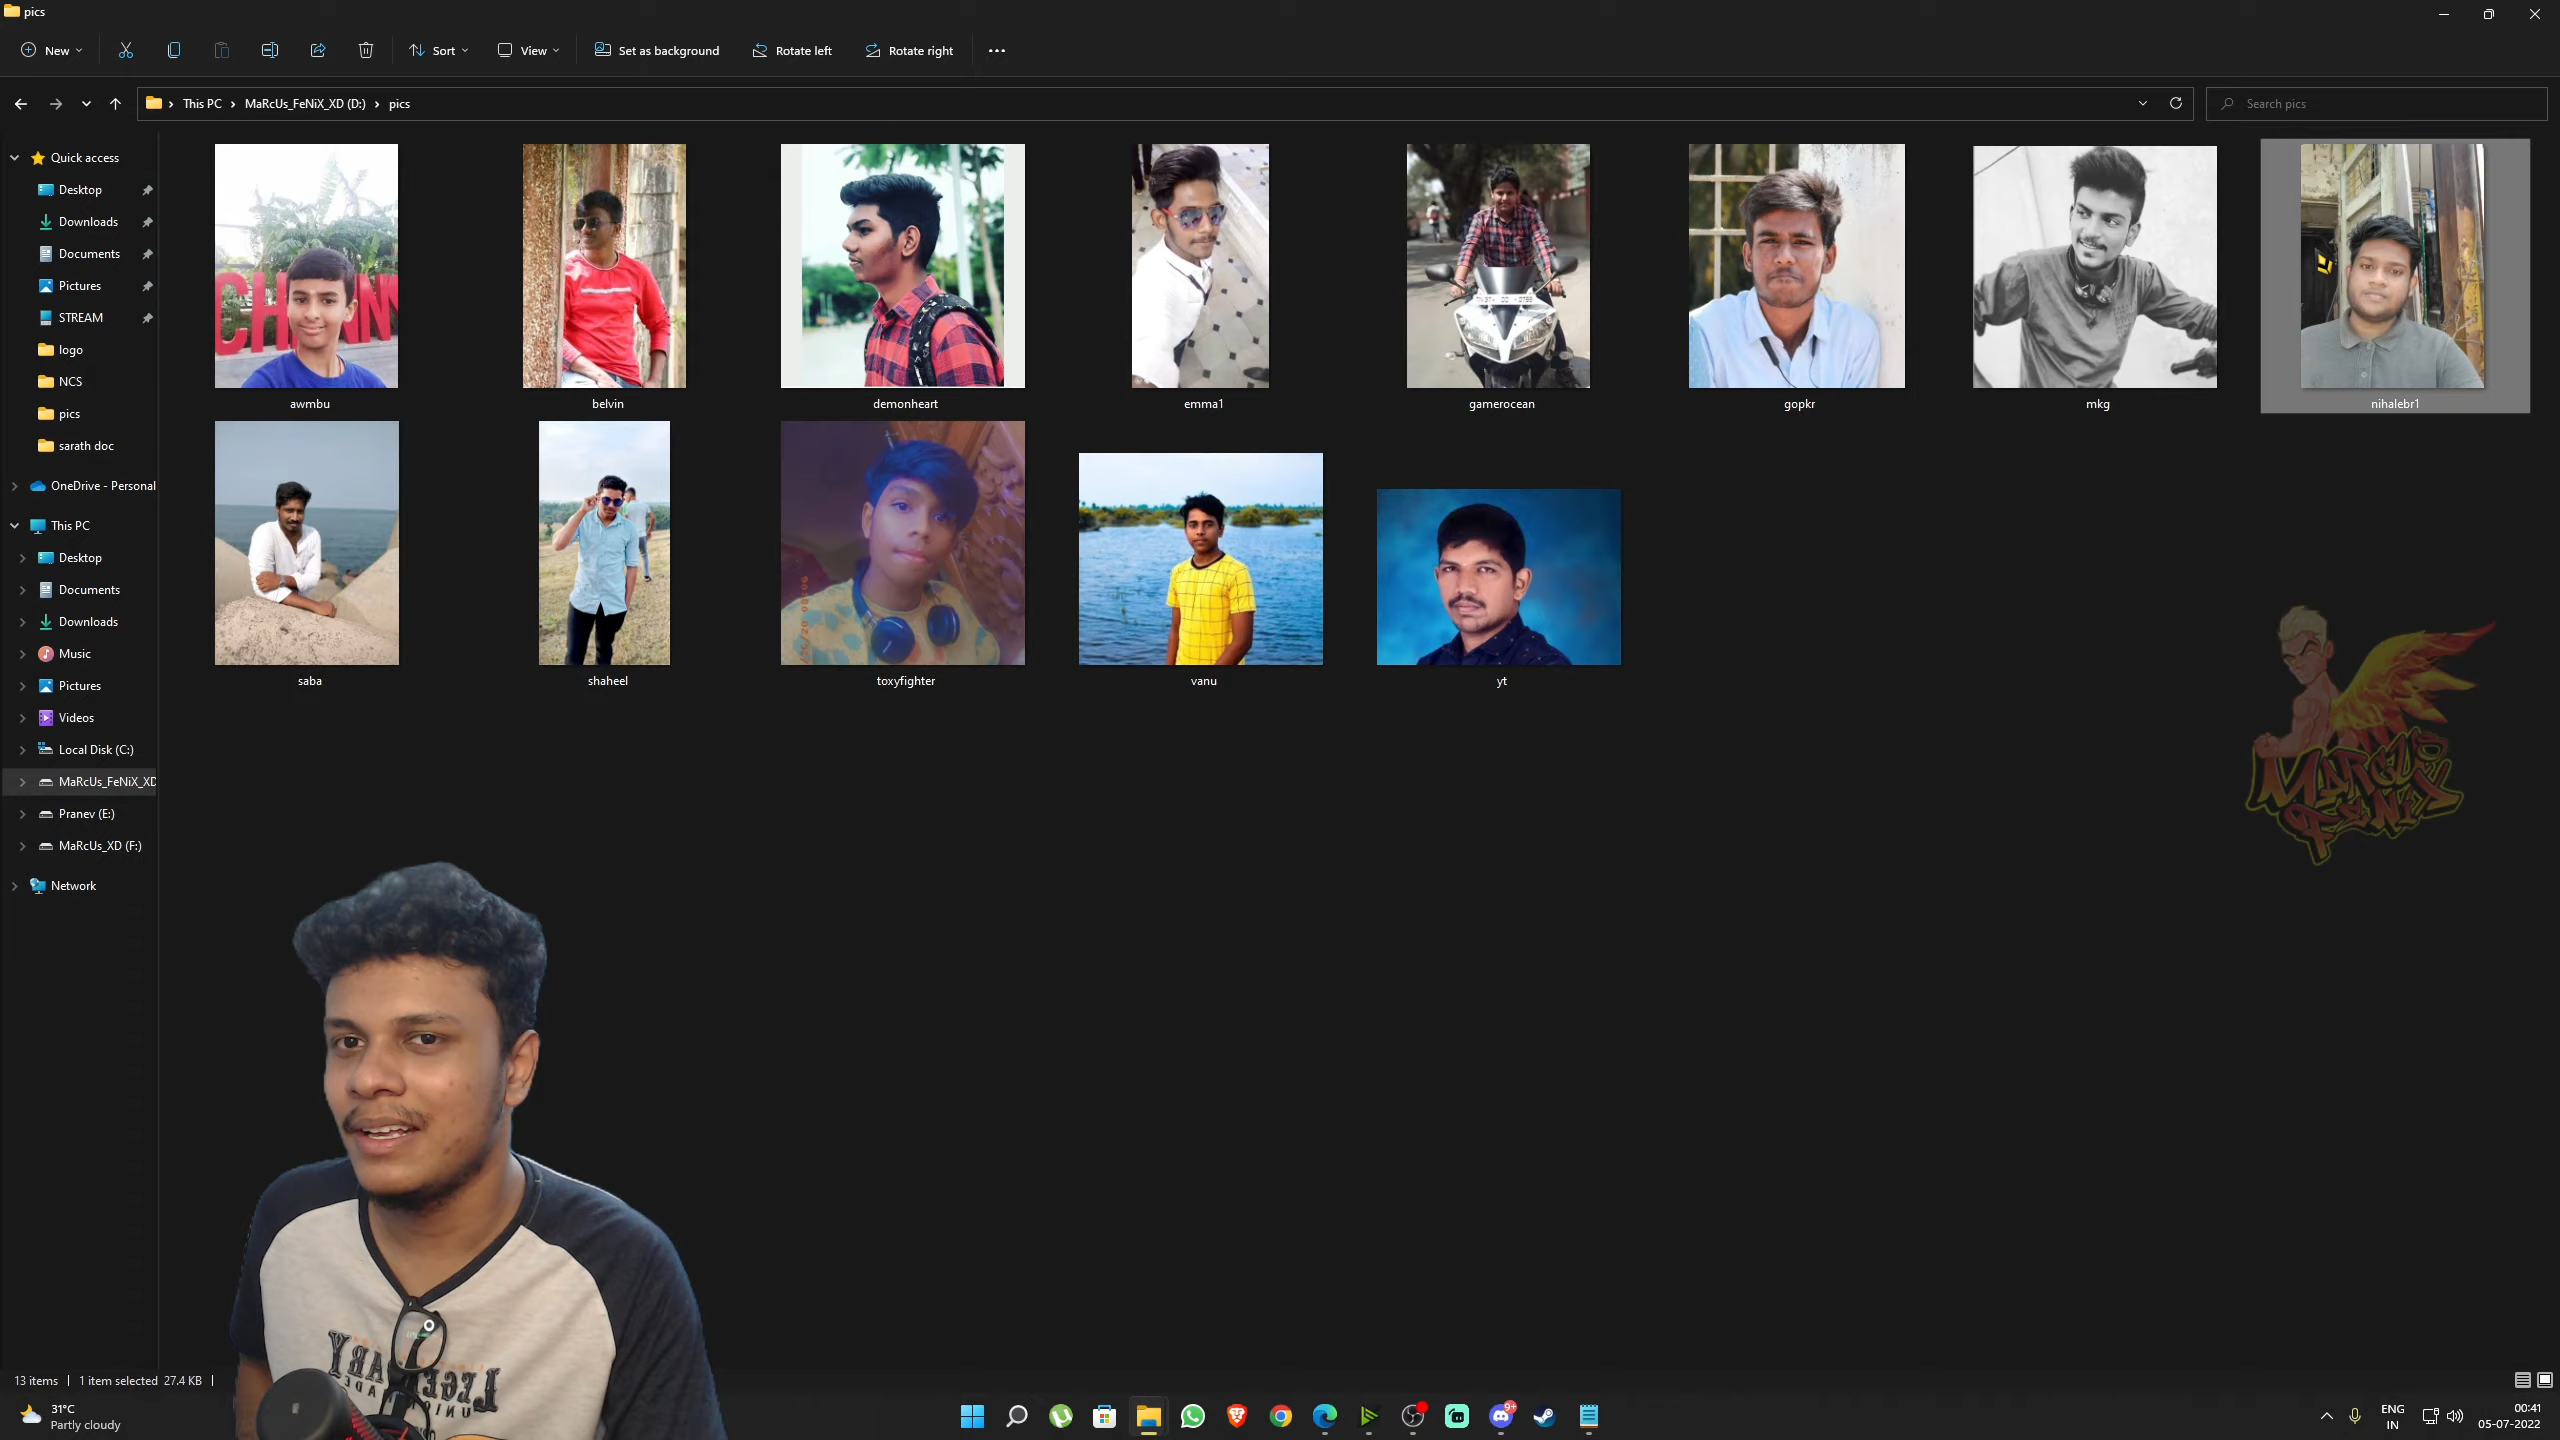 pics
New
Sort
View
Set as background
Rotate left
Rotate right
This PC
MaRcUs_FeNiX_XD (D:)
pics
Search pics
Quick access
Desktop
Downloads
Documents
Pictures
STREAM
logo
NCS
pics
sarath doc
OneDrive - Personal
This PC
Desktop
Documents
Downloads
Music
Pictures
Videos
Local Disk (C:)
MaRcUs_FeNiX_XD
Pranev (E:)
MaRcUs_XD (F:)
Network
awmbu
belvin
demonheart
emma1
gamerocean
gopkr
mkg
nihalebr1
saba
shaheel
toxyfighter
vanu
yt
MARCUS
FENIX
13 items
1 item selected 27.4 KB
31°C
Partly cloudy
9+
ENG
IN
00:41
05-07-2022